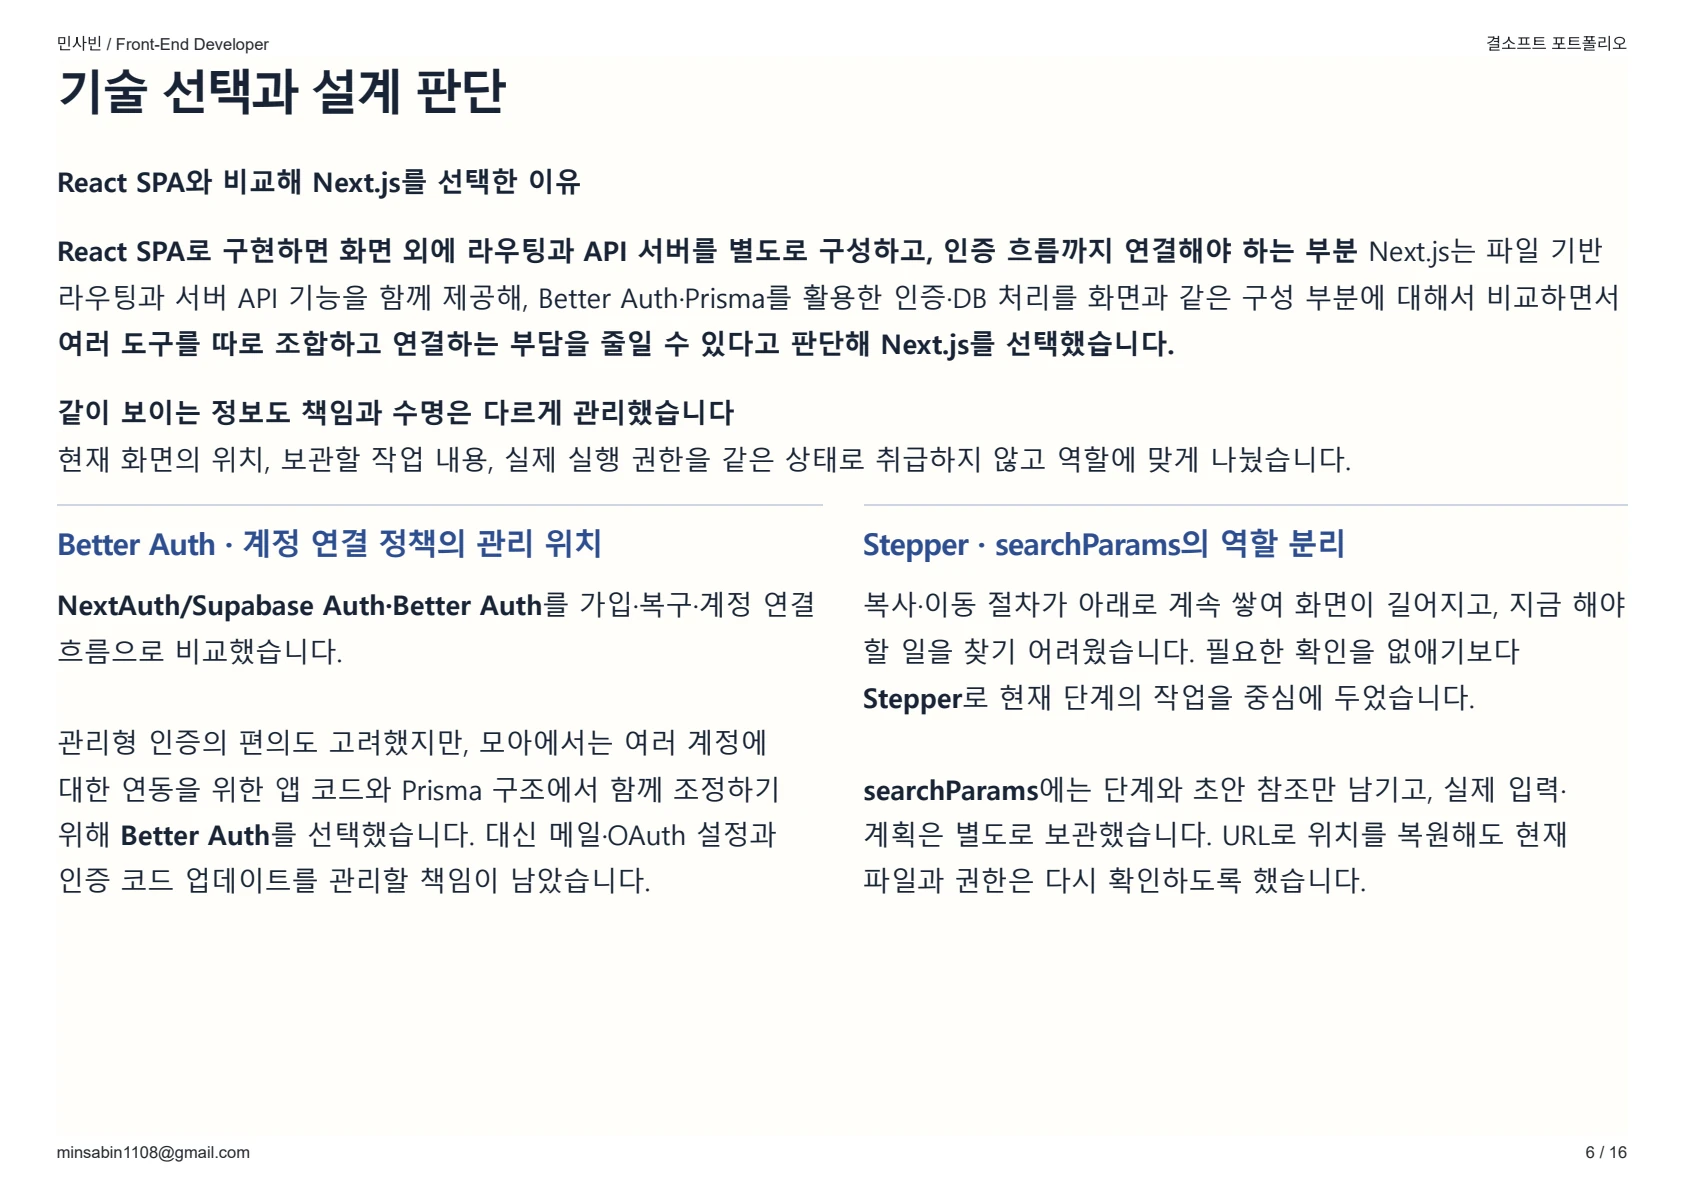 민사빈 / Front-End Developer
결소프트 포트폴리오
기술 선택과 설계 판단
React SPA와 비교해 Next.js를 선택한 이유
React SPA로 구현하면 화면 외에 라우팅과 API 서버를 별도로 구성하고, 인증 흐름까지 연결해야 하는 부분 Next.js는 파일 기반
라우팅과 서버 API 기능을 함께 제공해, Better Auth·Prisma를 활용한 인증·DB 처리를 화면과 같은 구성 부분에 대해서 비교하면서
여러 도구를 따로 조합하고 연결하는 부담을 줄일 수 있다고 판단해 Next.js를 선택했습니다.
같이 보이는 정보도 책임과 수명은 다르게 관리했습니다
현재 화면의 위치, 보관할 작업 내용, 실제 실행 권한을 같은 상태로 취급하지 않고 역할에 맞게 나눴습니다.
Better Auth · 계정 연결 정책의 관리 위치
NextAuth/Supabase Auth·Better Auth를 가입·복구·계정 연결
흐름으로 비교했습니다.
관리형 인증의 편의도 고려했지만, 모아에서는 여러 계정에
대한 연동을 위한 앱 코드와 Prisma 구조에서 함께 조정하기
위해 Better Auth를 선택했습니다. 대신 메일·OAuth 설정과
인증 코드 업데이트를 관리할 책임이 남았습니다.
Stepper · searchParams의 역할 분리
복사·이동 절차가 아래로 계속 쌓여 화면이 길어지고, 지금 해야
할 일을 찾기 어려웠습니다. 필요한 확인을 없애기보다
Stepper로 현재 단계의 작업을 중심에 두었습니다.
searchParams에는 단계와 초안 참조만 남기고, 실제 입력·
계획은 별도로 보관했습니다. URL로 위치를 복원해도 현재
파일과 권한은 다시 확인하도록 했습니다.
minsabin1108@gmail.com
6 / 16